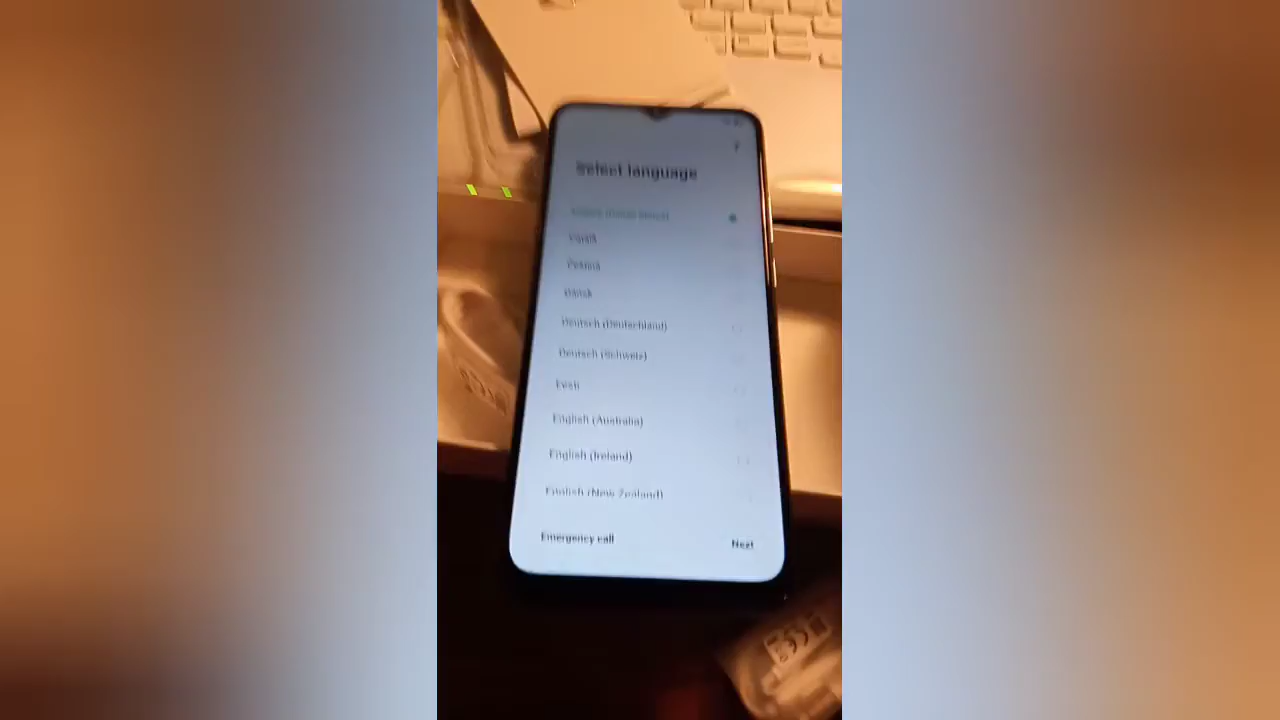 Select language
Dansk
Deutsch (Deutschland)
Deutsch (Schweiz)
Eesti
English (Australia)
English (Ireland)
English (New Zealand)
Emergency call
Next